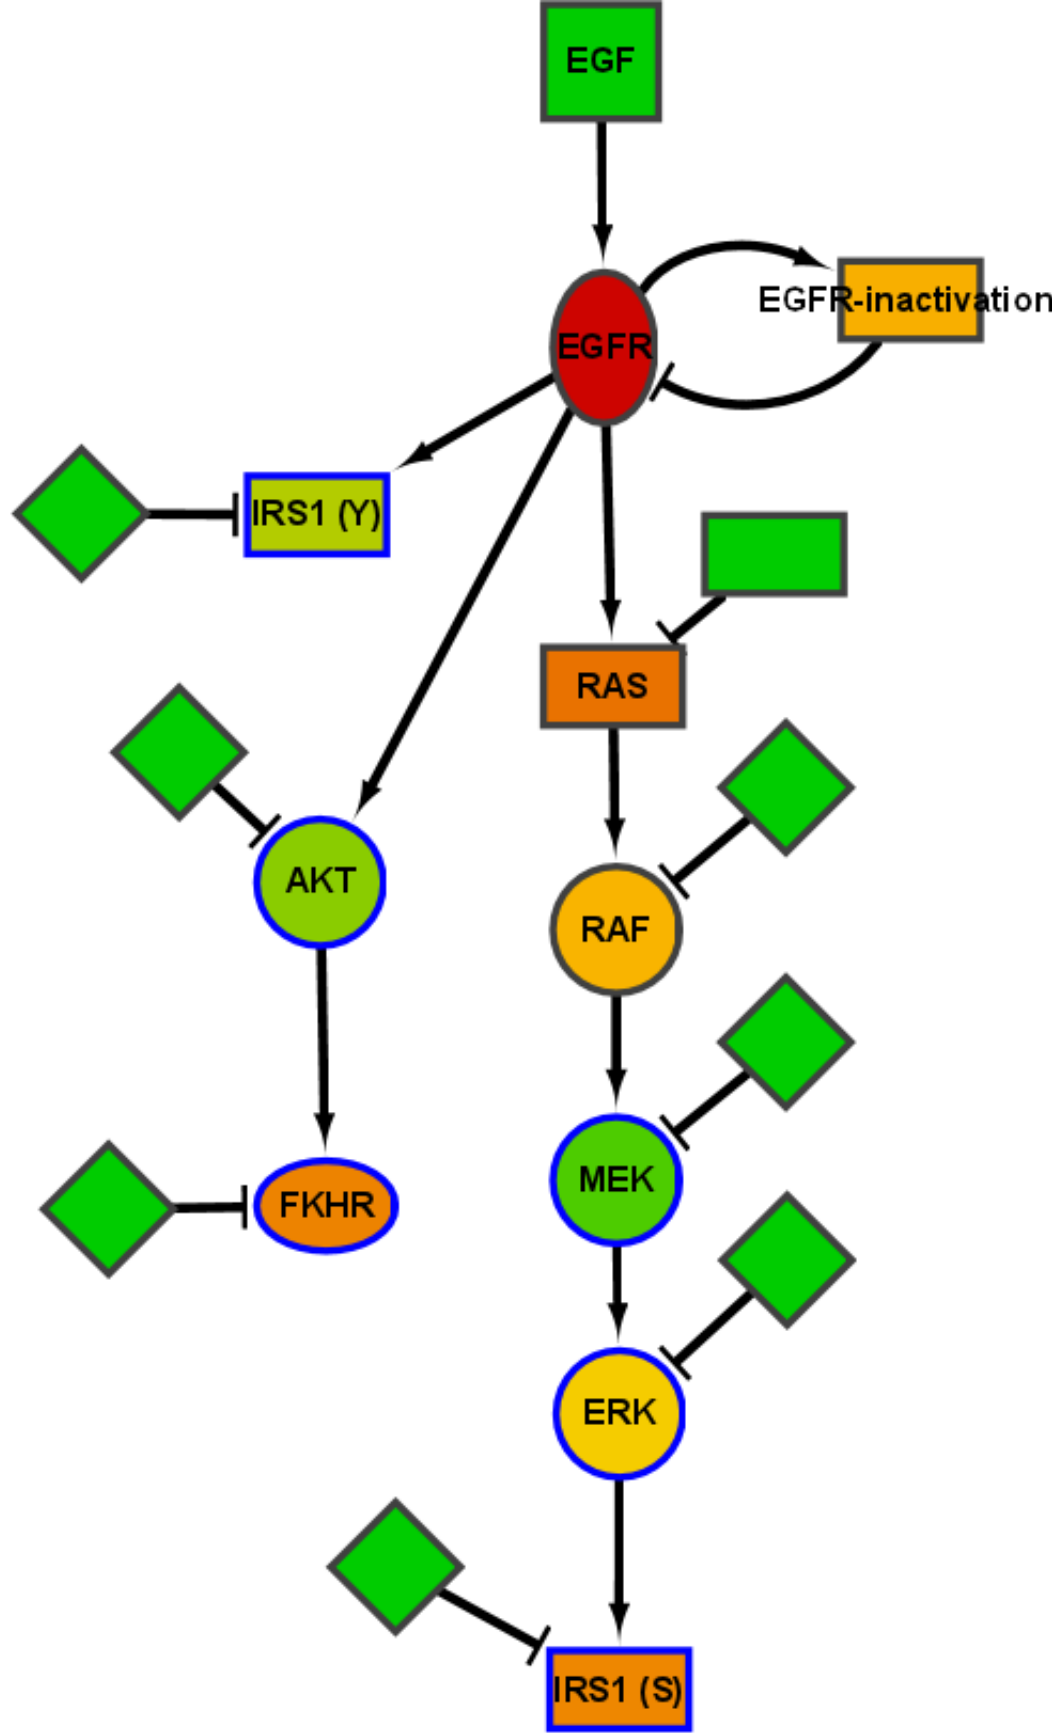 EGF
EGFR-inactivation
EGFR
IRS1 (Y)
RAS
AKT
RAF
MEK
FKHR
ERK
IRS1 (S)